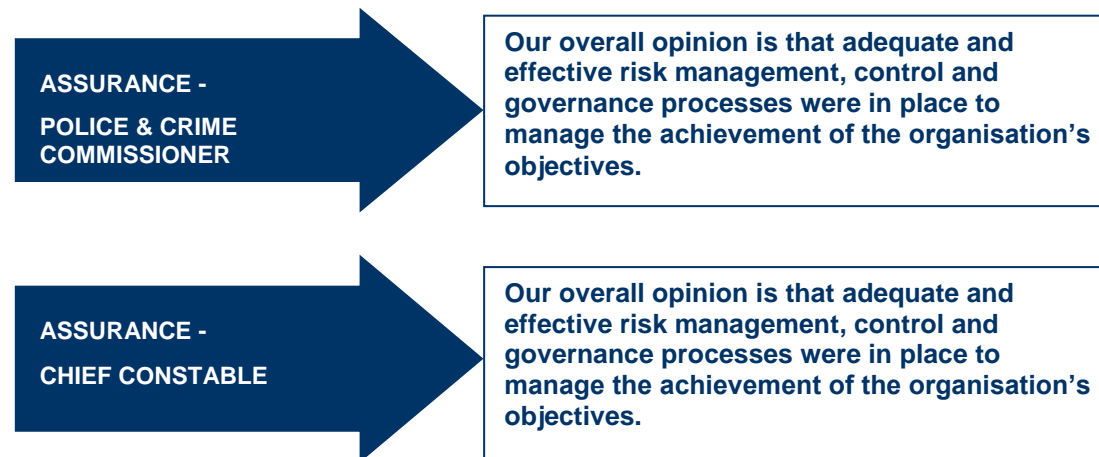 ASSURANCE -
POLICE & CRIME
COMMISSIONER
Our overall opinion is that adequate and
effective risk management, control and
governance processes were in place to
manage the achievement of the organisation’s
objectives.
ASSURANCE -
CHIEF CONSTABLE
Our overall opinion is that adequate and
effective risk management, control and
governance processes were in place to
manage the achievement of the organisation’s
objectives.